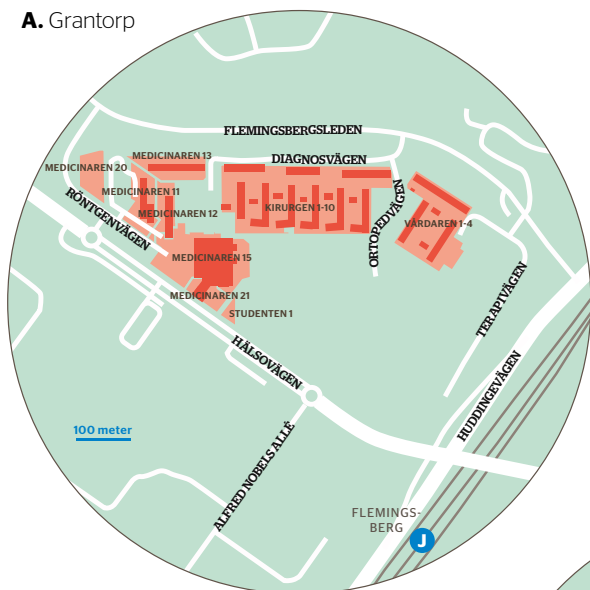 A. Grantorp
FLEMINGSBERGSLEDEN
MEDICINAREN 13
DIAGNOSVÄGEN
MEDICINAREN 20
MEDICINAREN 11
RÖNTGENVÄGEN
MEDICINAREN 12
KIRURGEN 1-10
ORTOPEDVÄGEN
VÅRDAREN 1-4
MEDICINAREN 15
MEDICINAREN 21
STUDENTEN 1
TERAPIVÄGEN
HÄLSOVÄGEN
HUDDINGEVÄGEN
100 meter
ALFRED NOBELS ALLÉ
FLEMINGS-
BERG
J